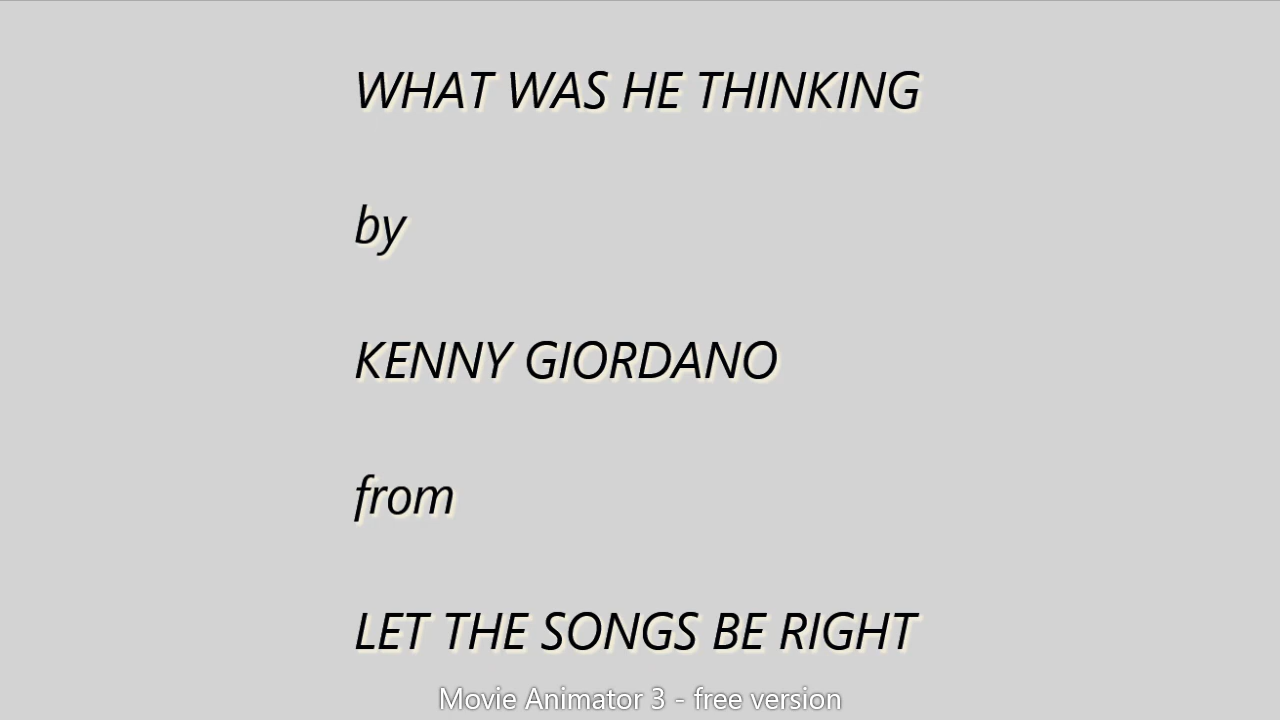 WHAT WAS HE THINKING
by
KENNY GIORDANO
from
LET THE SONGS BE RIGHT
Movie Animator 3 - free version